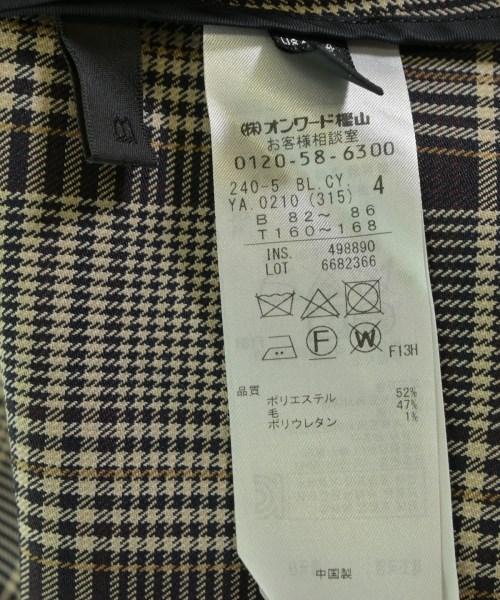 (株)オンワード樫山
お客様相談室
0120-58-6300
240-5 BL.CY. 4
YA.0210 (315)
B 82～ 86
T160～168
INS. 498890
LOT 6682366
F
W
F13H
品質
ポリエステル 52%
毛 47%
ポリウレタン 1%
中国製